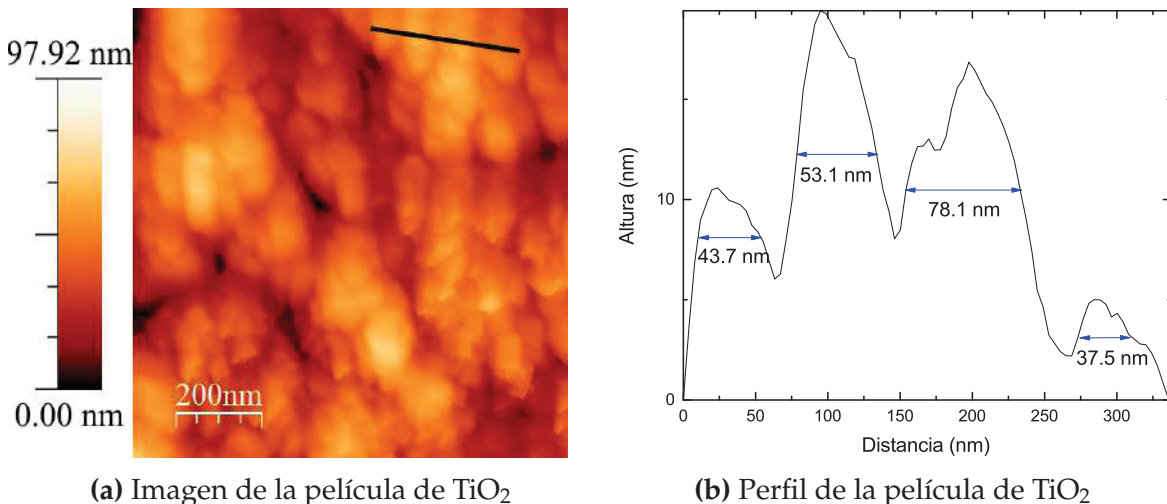 97.92 nm
0.00 nm
200nm
(a) Imagen de la película de TiO₂
Altura (nm)
10
0
43.7 nm
53.1 nm
78.1 nm
37.5 nm
0 50 100 150 200 250 300
Distancia (nm)
(b) Perfil de la película de TiO₂